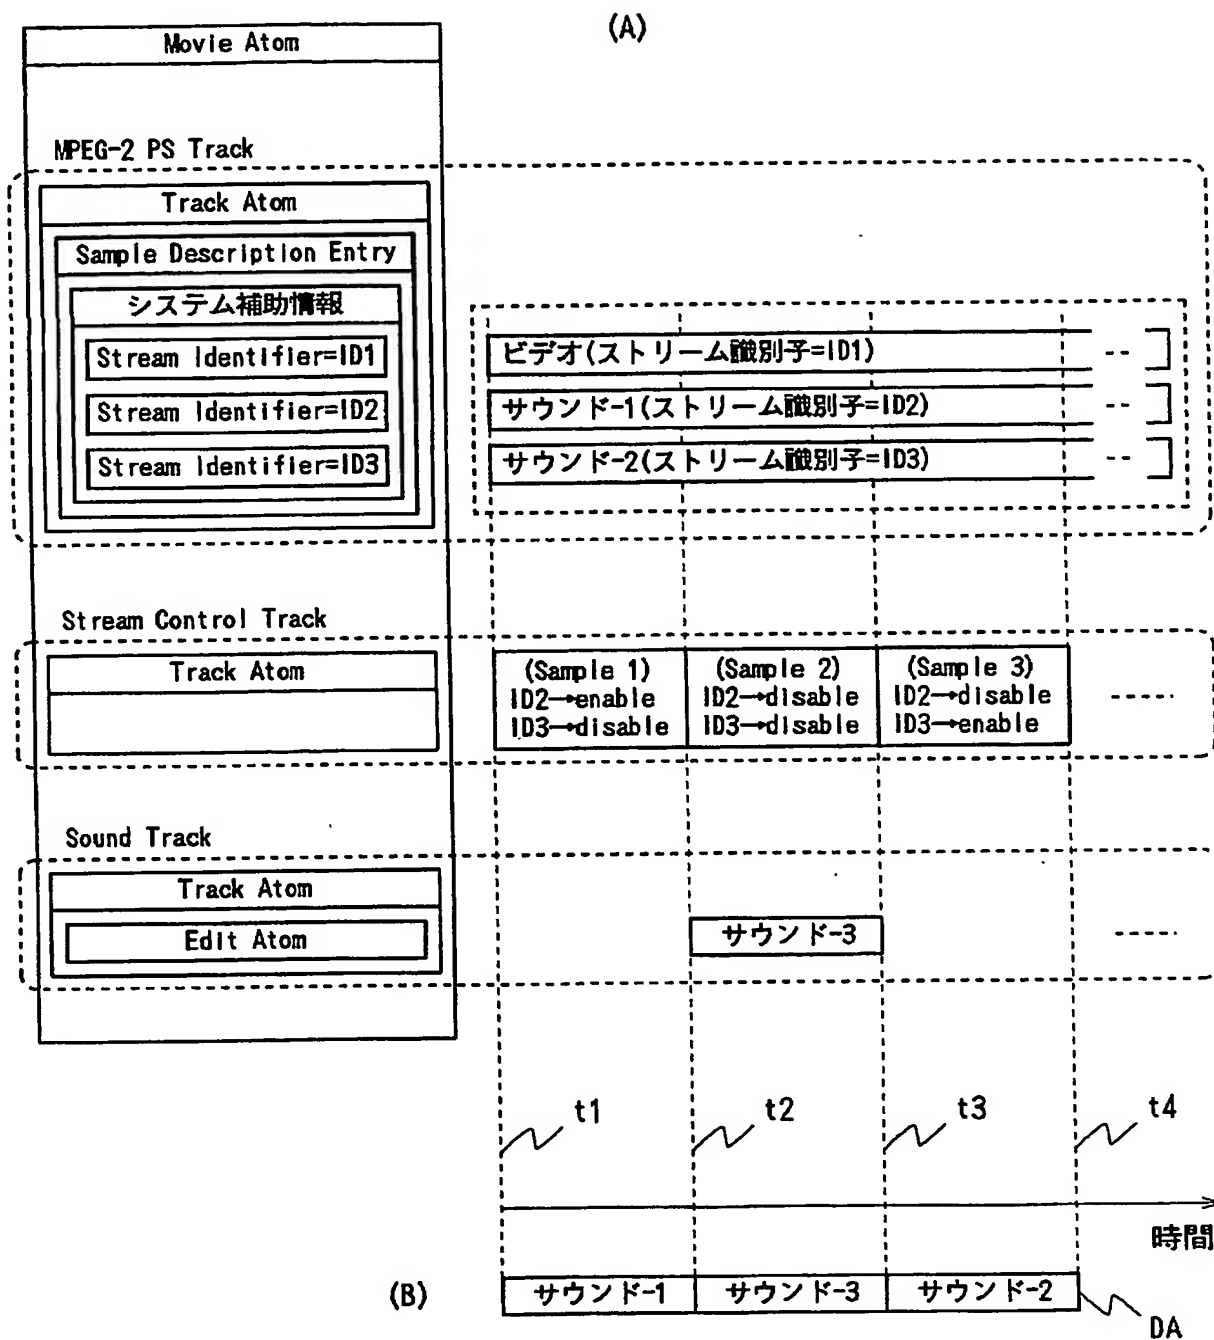 (A)
Movie Atom
MPEG-2 PS Track
Track Atom
Sample Description Entry
システム補助情報
Stream Identifier=ID1
Stream Identifier=ID2
Stream Identifier=ID3
ビデオ(ストリーム識別子=ID1)
--
サウンド-1(ストリーム識別子=ID2)
--
サウンド-2(ストリーム識別子=ID3)
--
Stream Control Track
Track Atom
(Sample 1)
ID2→enable
ID3→disable
(Sample 2)
ID2→disable
ID3→disable
(Sample 3)
ID2→disable
ID3→enable
-----
Sound Track
Track Atom
Edit Atom
サウンド-3
-----
t1
t2
t3
t4
時間
(B)
サウンド-1
サウンド-3
サウンド-2
DA